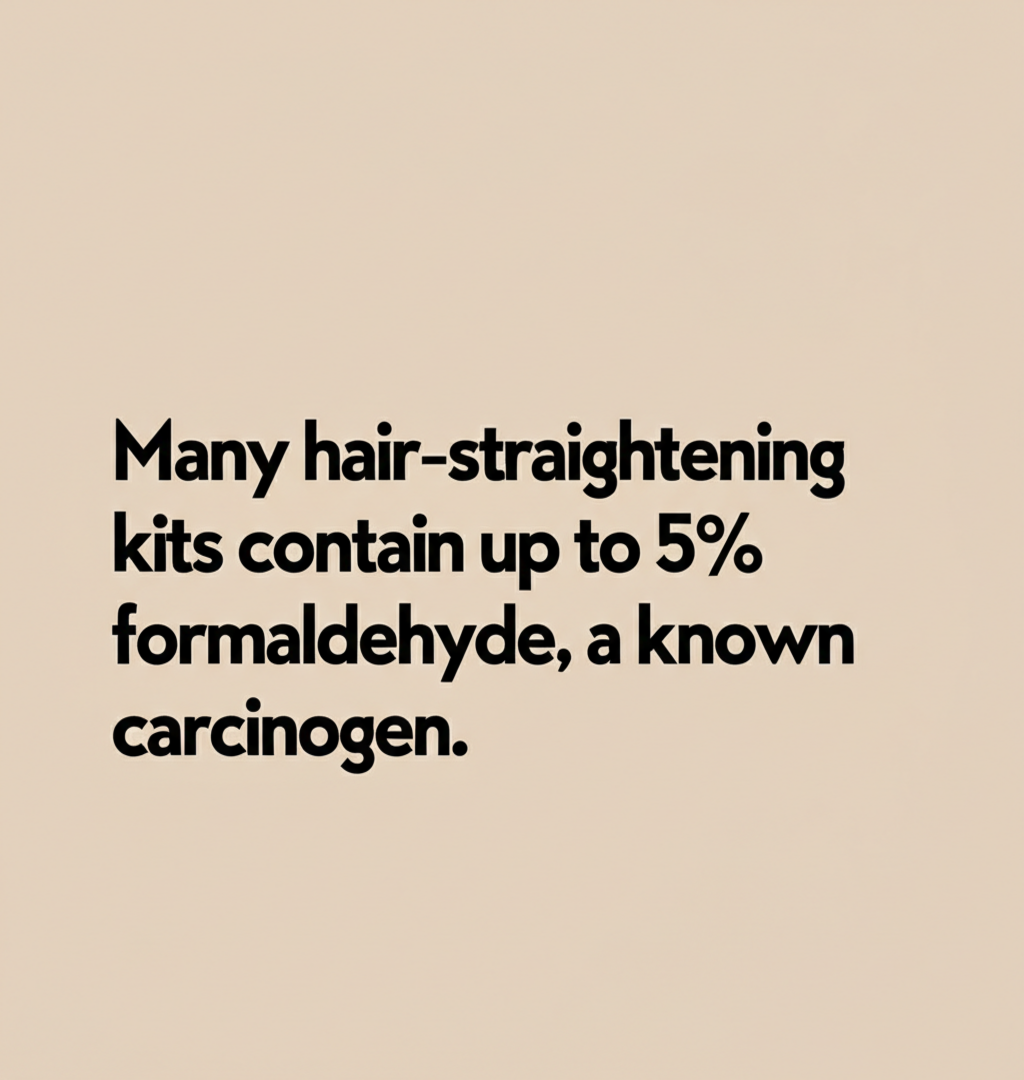 Many hair-straightening
kits contain up to 5%
formaldehyde, a known
carcinogen.